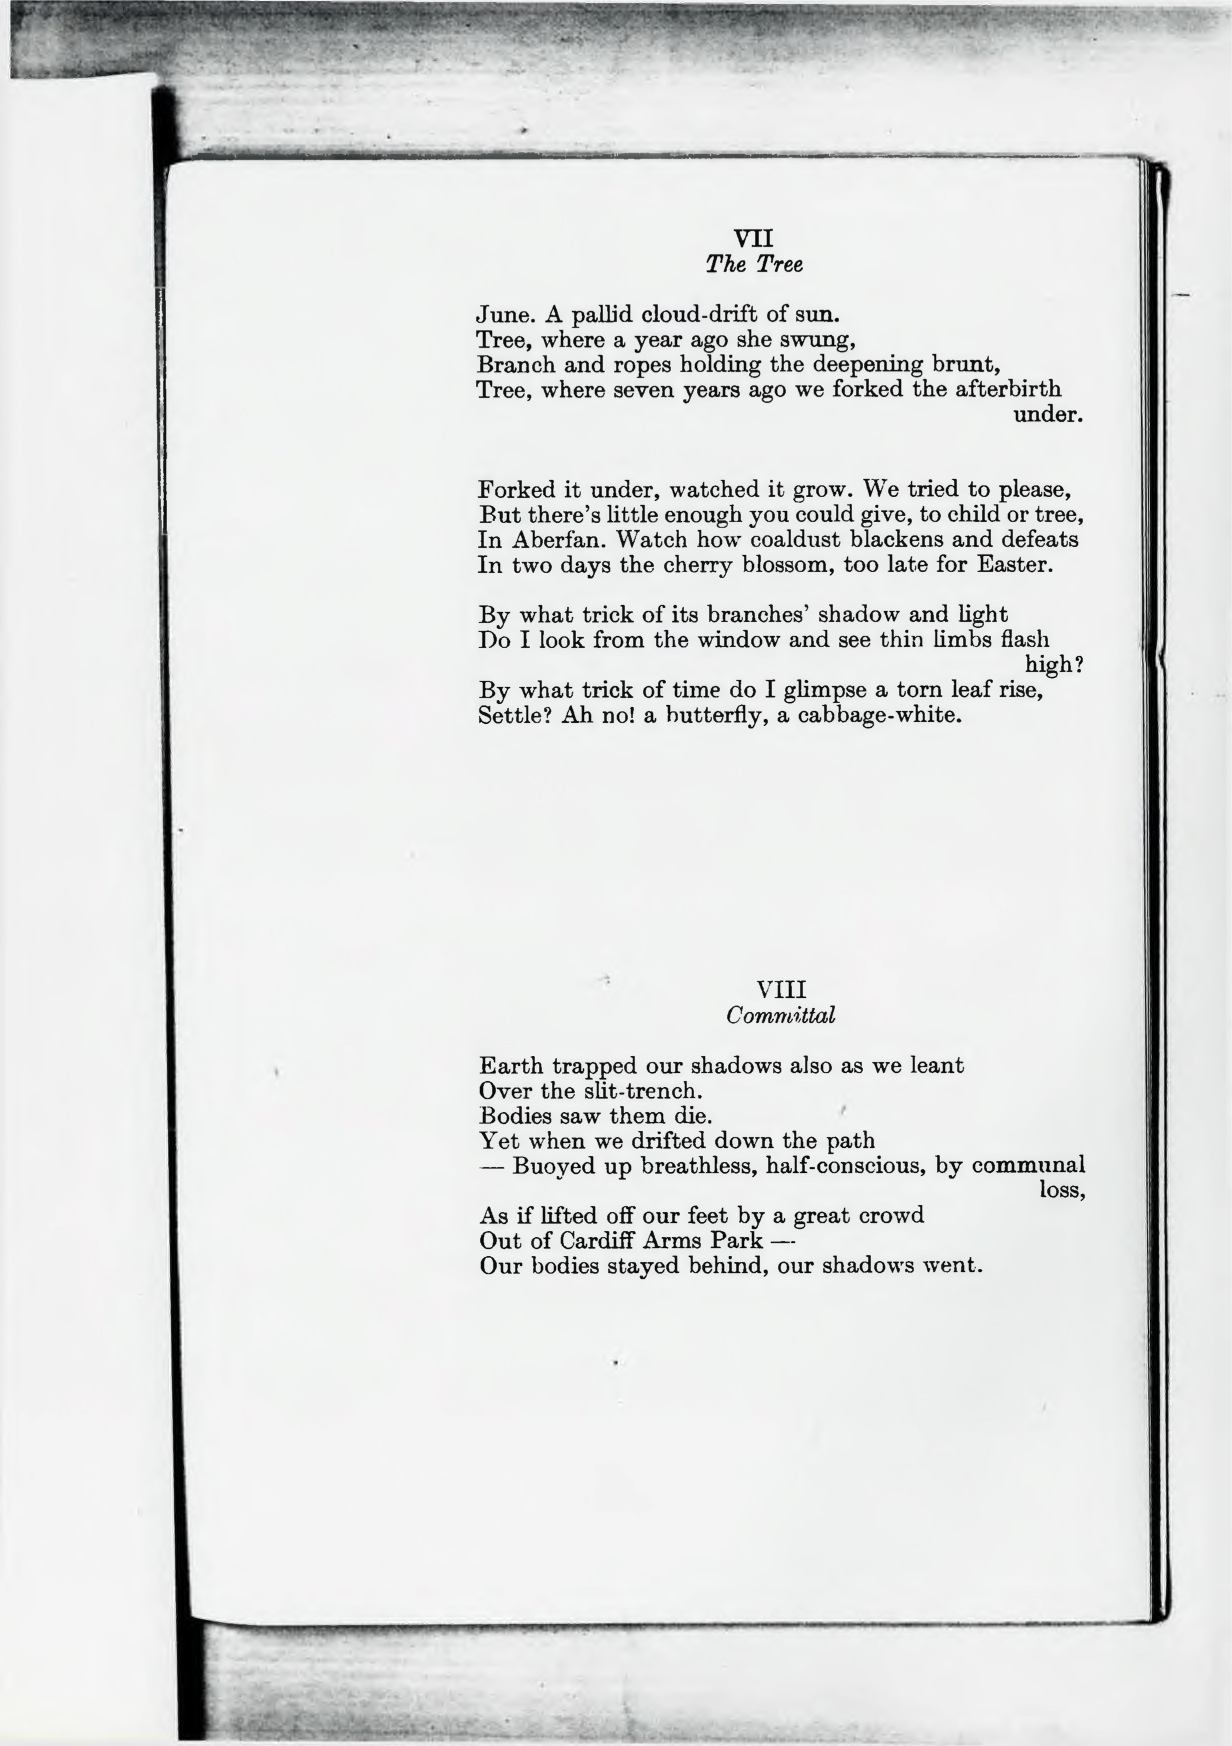 VII
The Tree
June. A pallid cloud-drift of sun.
Tree, where a year ago she swung,
Branch and ropes holding the deepening brunt,
Tree, where seven years ago we forked the afterbirth
under.
Forked it under, watched it grow. We tried to please,
But there's little enough you could give, to child or tree,
In Aberfan. Watch how coaldust blackens and defeats
In two days the cherry blossom, too late for Easter.
By what trick of its branches' shadow and light
Do I look from the window and see thin limbs flash
high?
By what trick of time do I glimpse a torn leaf rise,
Settle? Ah no! a butterfly, a cabbage-white.
VIII
Committal
Earth trapped our shadows also as we leant
Over the slit-trench.
Bodies saw them die.
Yet when we drifted down the path
— Buoyed up breathless, half-conscious, by communal
loss,
As if lifted off our feet by a great crowd
Out of Cardiff Arms Park —
Our bodies stayed behind, our shadows went.